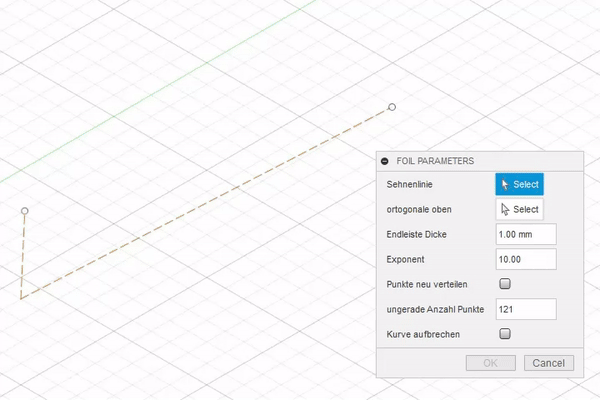 FOIL PARAMETERS
Sehnenlinie Select
ortogonale oben Select
Endleiste Dicke 1.00 mm
Exponent 10.00
Punkte neu verteilen
ungerade Anzahl Punkte 121
Kurve aufbrechen
OK Cancel